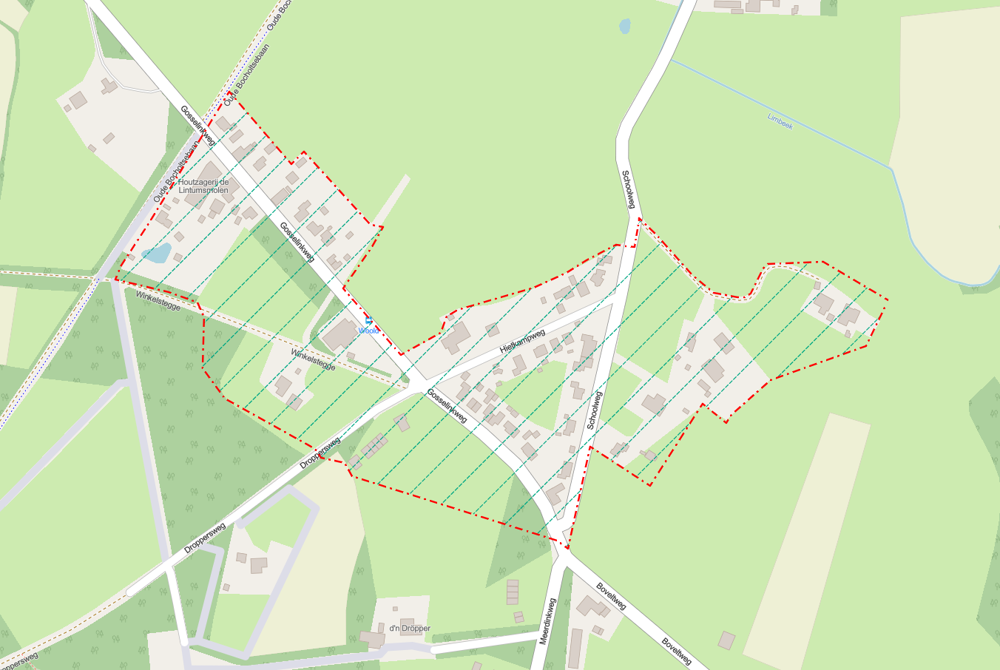 Oude Bocholtsebaan
Oude Bocholtsebaan
Gosselinkweg
Limbeek
Oude Bocholtsebaan
Houtzagerij de
Lintumsmolen
Schoolweg
Gosselinkweg
Winkelstegge
Woold
Hietkampweg
Winkelstegge
Gosselinkweg
Schoolweg
Droppersweg
Droppersweg
Boveltweg
Meerdinkweg
d'n Dröpper
Boveltweg
roppersweg